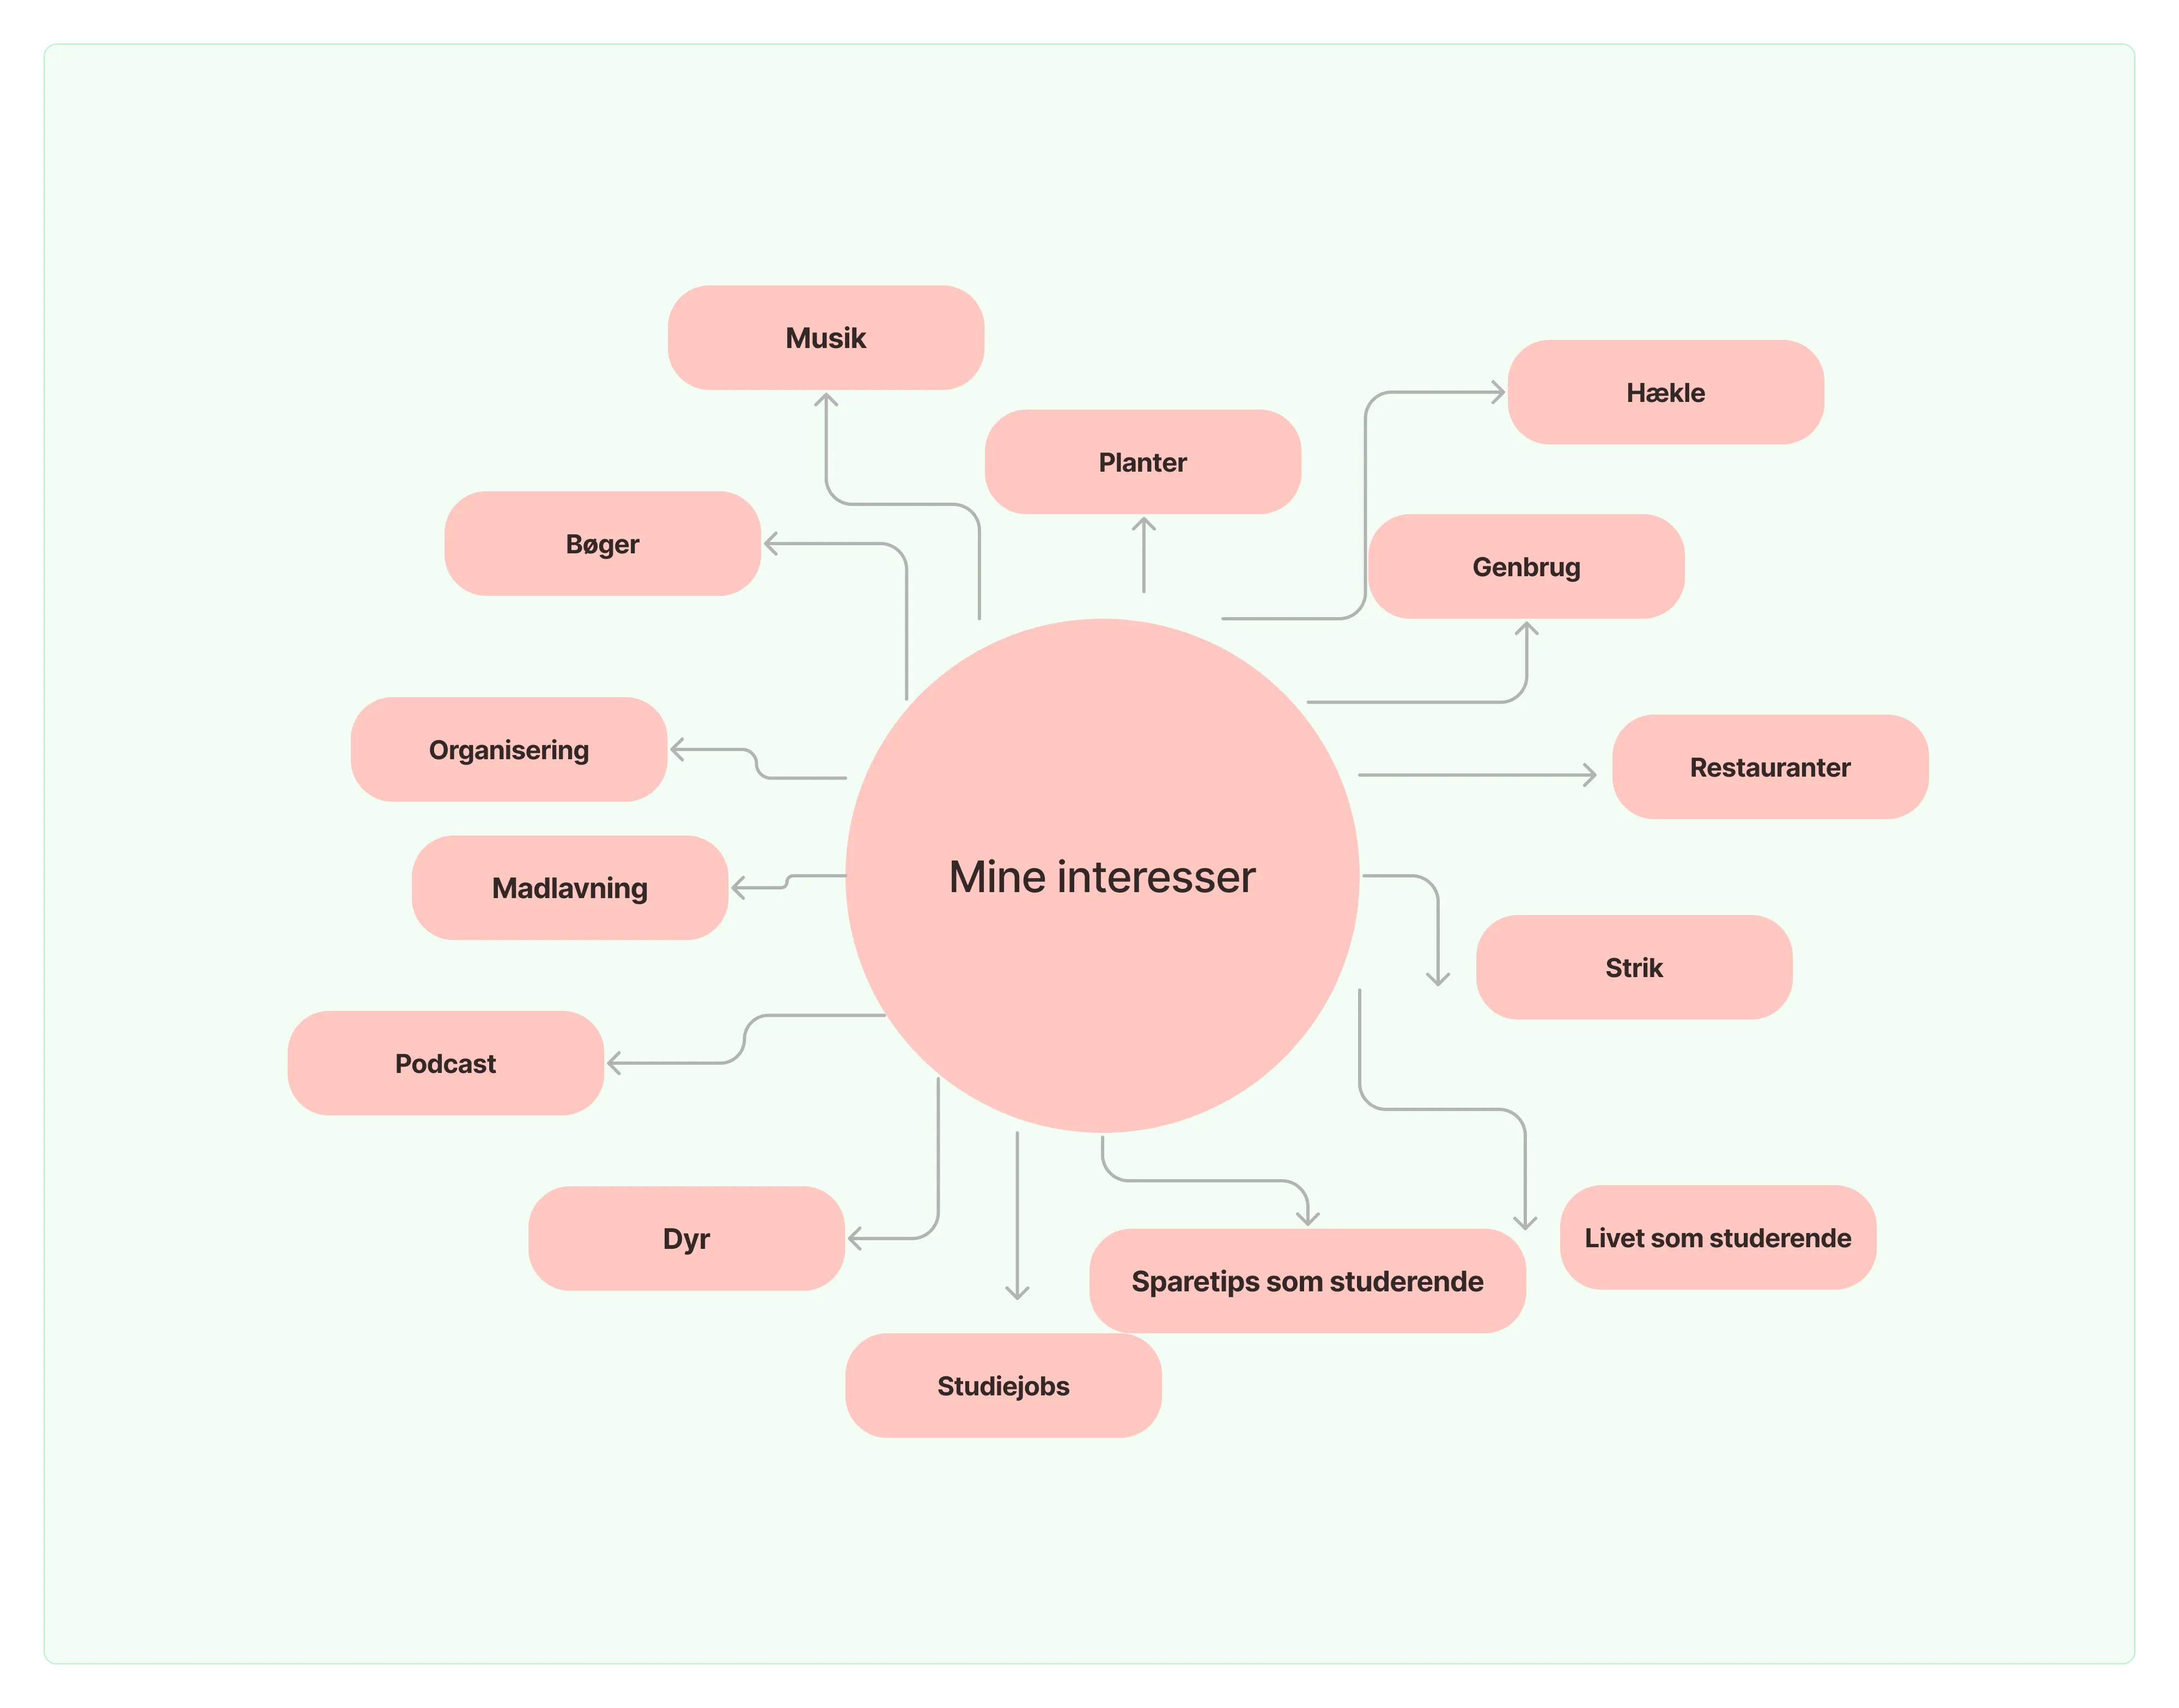 Musik
Hækle
Planter
Bøger
Genbrug
Organisering
Restauranter
Mine interesser
Madlavning
Strik
Podcast
Dyr
Livet som studerende
Sparetips som studerende
Studiejobs